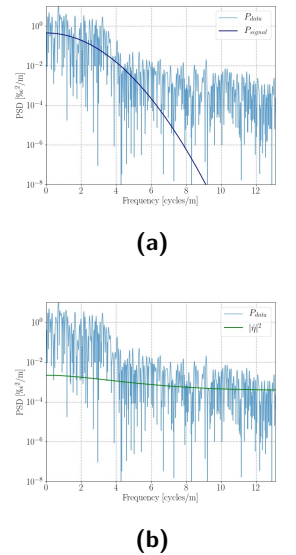 10⁰
10⁻²
10⁻⁴
10⁻⁶
10⁻⁸
PSD [‰²/m]
P_data
P_signal
0 2 4 6 8 10 12
Frequency [cycles/m]
(a)
10⁰
10⁻²
10⁻⁴
10⁻⁶
10⁻⁸
PSD [‰²/m]
P_data
|η̂|²
0 2 4 6 8 10 12
Frequency [cycles/m]
(b)